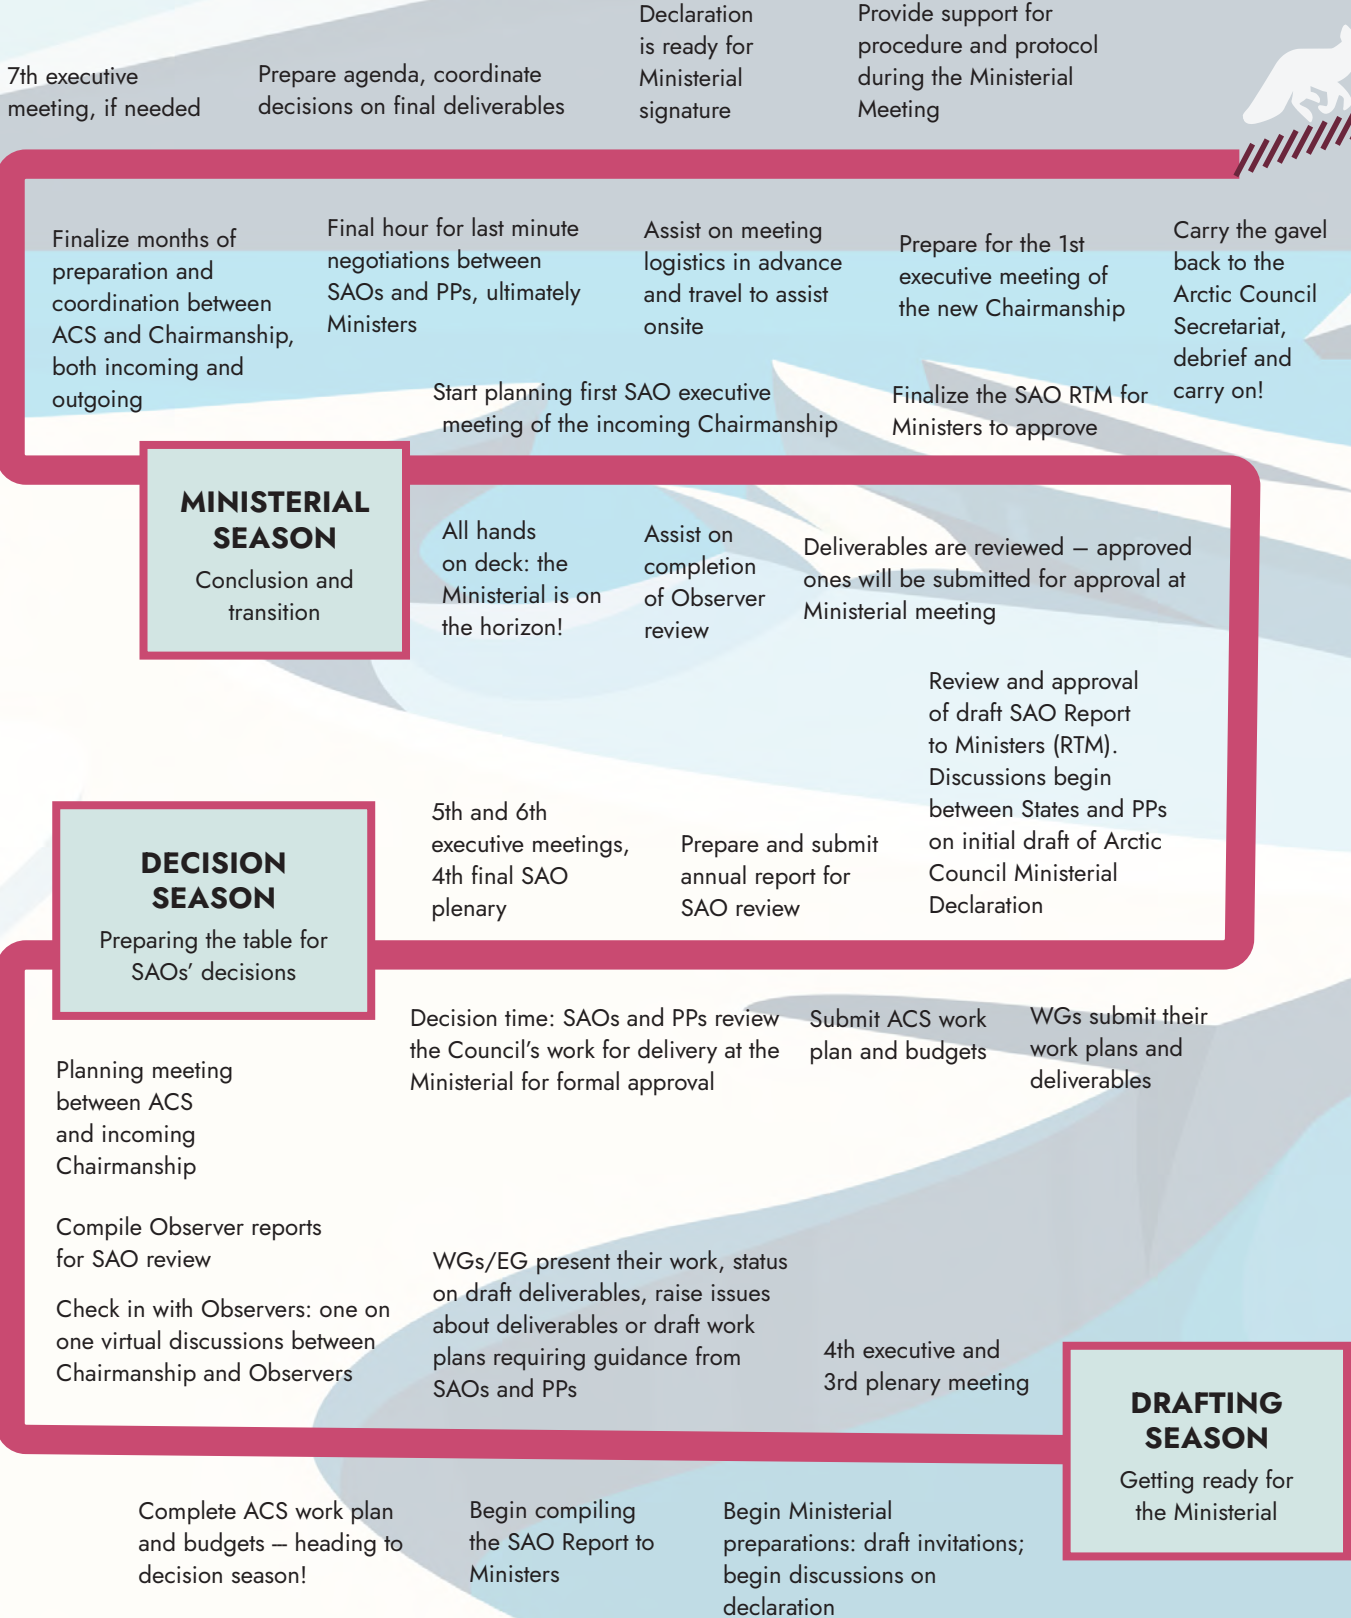 7th executive
meeting, if needed
Prepare agenda, coordinate
decisions on final deliverables
Declaration
is ready for
Ministerial
signature
Provide support for
procedure and protocol
during the Ministerial
Meeting
Finalize months of
preparation and
coordination between
ACS and Chairmanship,
both incoming and
outgoing
Final hour for last minute
negotiations between
SAOs and PPs, ultimately
Ministers
Assist on meeting
logistics in advance
and travel to assist
onsite
Prepare for the 1st
executive meeting of
the new Chairmanship
Carry the gavel
back to the
Arctic Council
Secretariat,
debrief and
carry on!
Start planning first SAO executive
meeting of the incoming Chairmanship
Finalize the SAO RTM for
Ministers to approve
MINISTERIAL
SEASON
Conclusion and
transition
All hands
on deck: the
Ministerial is on
the horizon!
Assist on
completion
of Observer
review
Deliverables are reviewed – approved
ones will be submitted for approval at
Ministerial meeting
Review and approval
of draft SAO Report
to Ministers (RTM).
Discussions begin
between States and PPs
on initial draft of Arctic
Council Ministerial
Declaration
5th and 6th
executive meetings,
4th final SAO
plenary
Prepare and submit
annual report for
SAO review
DECISION
SEASON
Preparing the table for
SAOs’ decisions
Decision time: SAOs and PPs review
the Council’s work for delivery at the
Ministerial for formal approval
Submit ACS work
plan and budgets
WGs submit their
work plans and
deliverables
Planning meeting
between ACS
and incoming
Chairmanship
Compile Observer reports
for SAO review
Check in with Observers: one on
one virtual discussions between
Chairmanship and Observers
WGs/EG present their work, status
on draft deliverables, raise issues
about deliverables or draft work
plans requiring guidance from
SAOs and PPs
4th executive and
3rd plenary meeting
DRAFTING
SEASON
Getting ready for
the Ministerial
Complete ACS work plan
and budgets – heading to
decision season!
Begin compiling
the SAO Report to
Ministers
Begin Ministerial
preparations: draft invitations;
begin discussions on
declaration